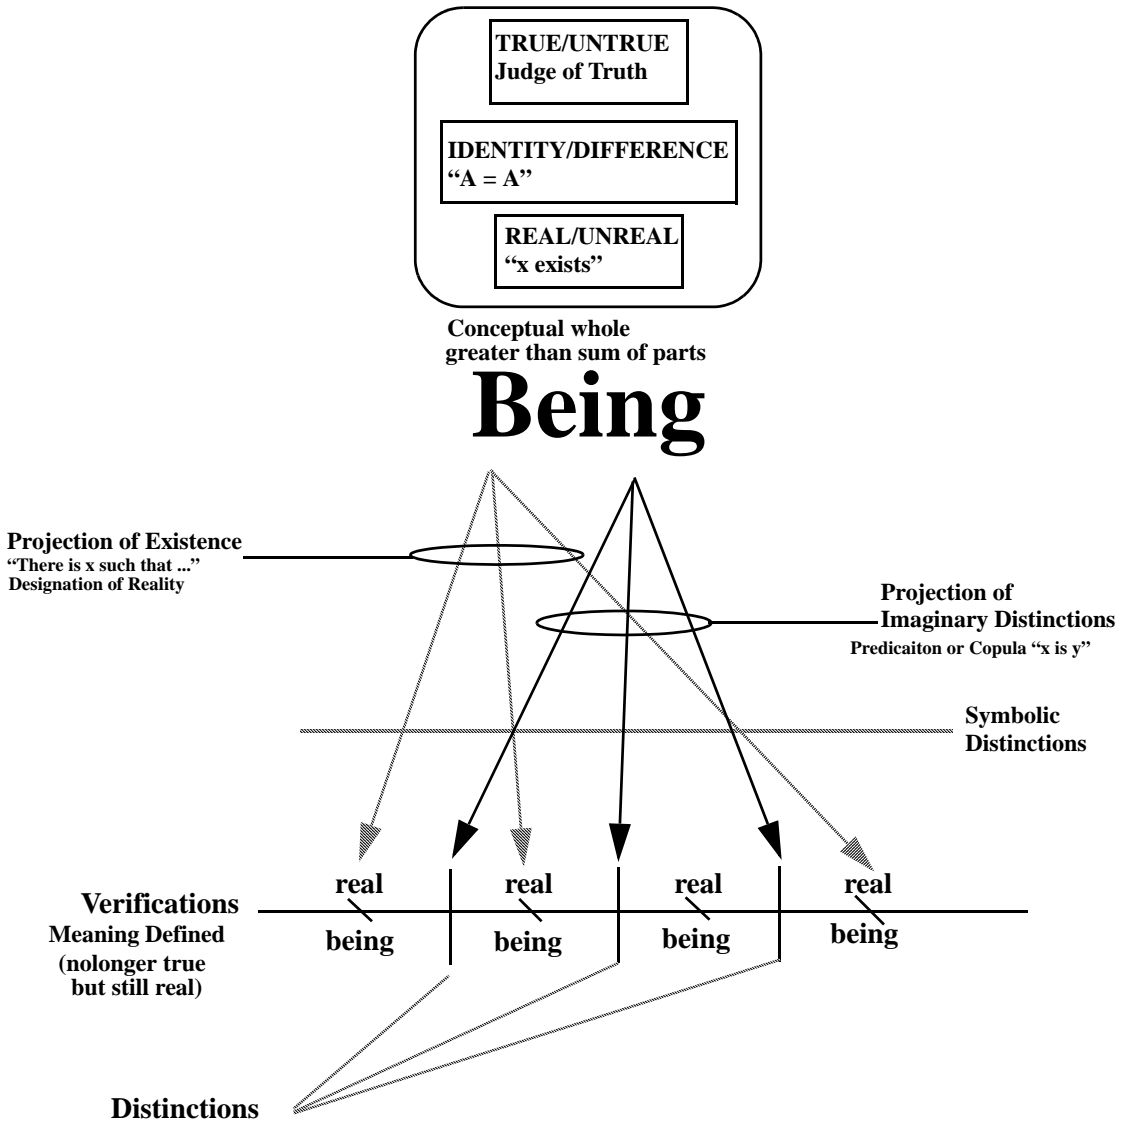 TRUE/UNTRUE
Judge of Truth
IDENTITY/DIFFERENCE
“A = A”
REAL/UNREAL
“x exists”
Conceptual whole
greater than sum of parts
Being
Projection of Existence
“There is x such that ...”
Designation of Reality
Projection of
Imaginary Distinctions
Predicaiton or Copula “x is y”
Symbolic
Distinctions
real real real real
Verifications
being being being being
Meaning Defined
(nolonger true
but still real)
Distinctions